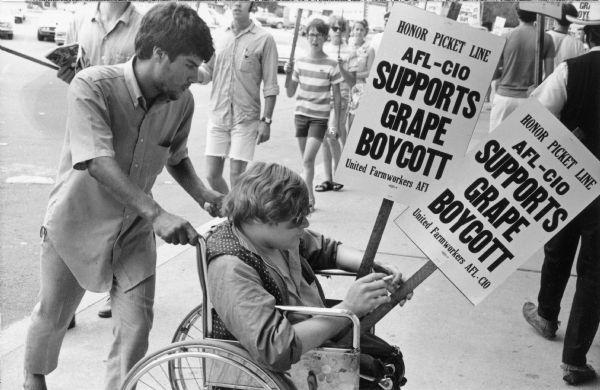 HONOR PICKET LINE
AFL-CIO
SUPPORTS
GRAPE
BOYCOTT
United Farmworkers AFL
HONOR PICKET LINE
AFL-CIO
SUPPORTS
GRAPE
BOYCOTT
United Farmworkers AFL-CIO